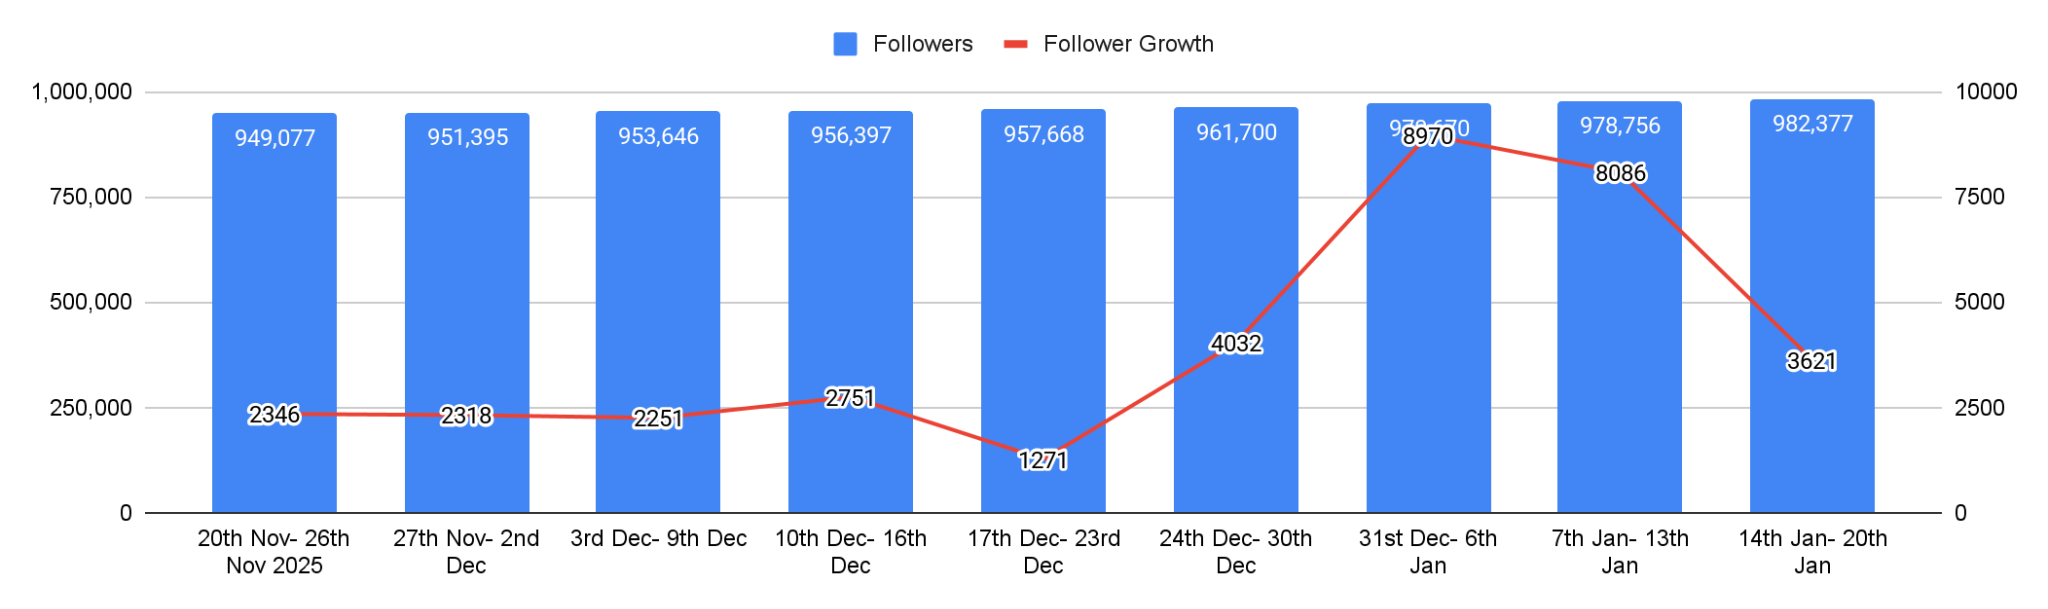 Followers
Follower Growth
1,000,000
750,000
500,000
250,000
0
10000
7500
5000
2500
0
949,077
951,395
953,646
956,397
957,668
961,700
970,670
978,756
982,377
2346
2318
2251
2751
1271
4032
8970
8086
3621
20th Nov- 26th
Nov 2025
27th Nov- 2nd
Dec
3rd Dec- 9th Dec
10th Dec- 16th
Dec
17th Dec- 23rd
Dec
24th Dec- 30th
Dec
31st Dec- 6th
Jan
7th Jan- 13th
Jan
14th Jan- 20th
Jan